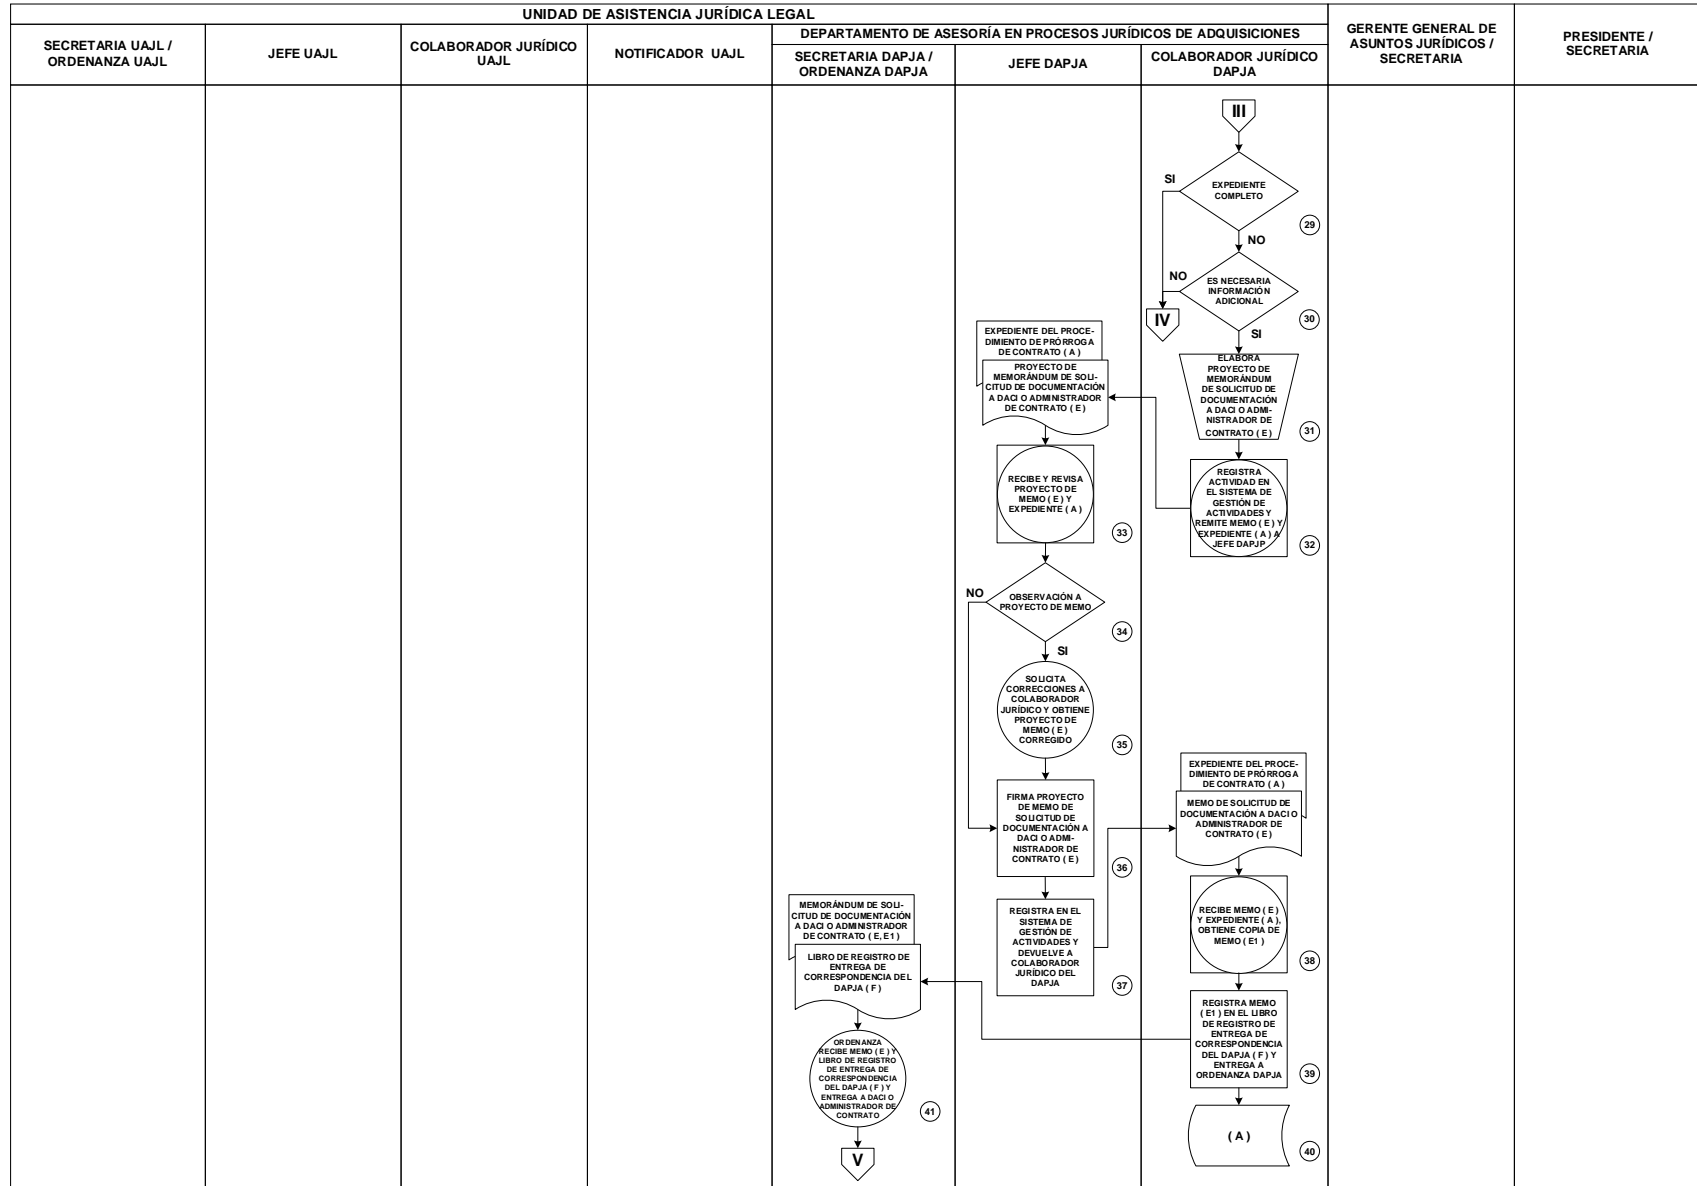 UNIDAD DE ASISTENCIA JURÍDICA LEGAL
SECRETARIA UAJL /
ORDENANZA UAJL
JEFE UAJL
COLABORADOR JURÍDICO
UAJL
NOTIFICADOR UAJL
DEPARTAMENTO DE ASESORÍA EN PROCESOS JURÍDICOS DE ADQUISICIONES
SECRETARIA DAPJA /
ORDENANZA DAPJA
JEFE DAPJA
COLABORADOR JURÍDICO
DAPJA
GERENTE GENERAL DE
ASUNTOS JURÍDICOS /
SECRETARIA
PRESIDENTE /
SECRETARIA
III
SI
EXPEDIENTE
COMPLETO
29
NO
NO
ES NECESARIA
INFORMACIÓN
ADICIONAL
30
IV
SI
ELABORA
PROYECTO DE
MEMORÁNDUM
DE SOLICITUD DE
DOCUMENTACIÓN
A DACI O ADMI-
NISTRADOR DE
CONTRATO ( E )
31
REGISTRA
ACTIVIDAD EN
EL SISTEMA DE
GESTIÓN DE
ACTIVIDADES Y
REMITE MEMO ( E ) Y
EXPEDIENTE ( A ) A
JEFE DAPJP
32
EXPEDIENTE DEL PROCE-
DIMIENTO DE PRÓRROGA
DE CONTRATO ( A )
PROYECTO DE
MEMORÁNDUM DE SOLI-
CITUD DE DOCUMENTACIÓN
A DACI O ADMINISTRADOR
DE CONTRATO ( E )
RECIBE Y REVISA
PROYECTO DE
MEMO ( E ) Y
EXPEDIENTE ( A )
33
NO
OBSERVACIÓN A
PROYECTO DE MEMO
34
SI
SOLICITA
CORRECCIONES A
COLABORADOR
JURÍDICO Y OBTIENE
PROYECTO DE
MEMO ( E )
CORREGIDO
35
FIRMA PROYECTO
DE MEMO DE
SOLICITUD DE
DOCUMENTACIÓN A
DACI O ADMI-
NISTRADOR DE
CONTRATO ( E )
36
REGISTRA EN EL
SISTEMA DE
GESTIÓN DE
ACTIVIDADES Y
DEVUELVE A
COLABORADOR
JURÍDICO DEL
DAPJA
37
EXPEDIENTE DEL PROCE-
DIMIENTO DE PRÓRROGA
DE CONTRATO ( A )
MEMO DE SOLICITUD DE
DOCUMENTACIÓN A DACI O
ADMINISTRADOR DE
CONTRATO ( E )
RECIBE MEMO ( E )
Y EXPEDIENTE ( A ),
OBTIENE COPIA DE
MEMO ( E1 )
38
REGISTRA MEMO
( E1 ) EN EL LIBRO
DE REGISTRO DE
ENTREGA DE
CORRESPONDENCIA
DEL DAPJA ( F ) Y
ENTREGA A
ORDENANZA DAPJA
39
( A )
40
MEMORÁNDUM DE SOLI-
CITUD DE DOCUMENTACIÓN
A DACI O ADMINISTRADOR
DE CONTRATO ( E, E1 )
LIBRO DE REGISTRO DE
ENTREGA DE
CORRESPONDENCIA DEL
DAPJA ( F )
ORDENANZA
RECIBE MEMO ( E ) Y
LIBRO DE REGISTRO
DE ENTREGA DE
CORRESPONDENCIA
DEL DAPJA ( F ) Y
ENTREGA A DACI O
ADMINISTRADOR DE
CONTRATO
41
V